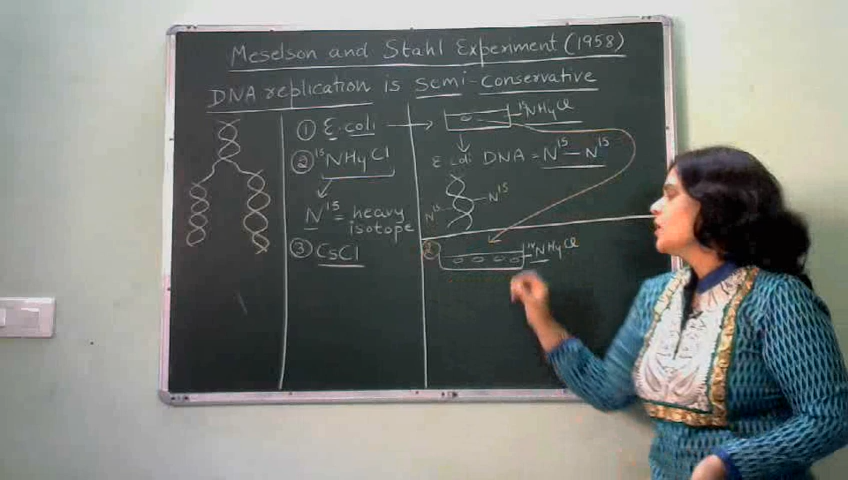 Meselson and Stahl Experiment (1958)
DNA replication is Semi-Conservative
① E.coli
② ¹⁵NH4Cl
N¹⁵ = heavy
isotope
③ CsCl
¹⁵NH4Cl
E coli DNA = N¹⁵ — N¹⁵
N¹⁵
N¹⁵
②
¹⁴NH4Cl